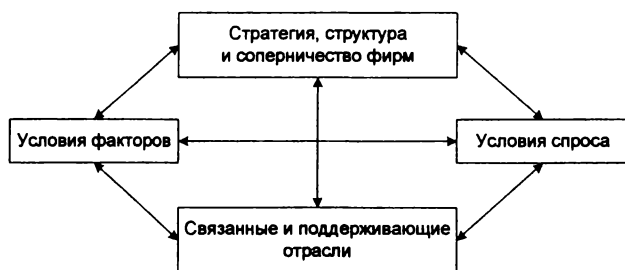 Стратегия, структура
и соперничество фирм
Условия факторов
Условия спроса
Связанные и поддерживающие
отрасли